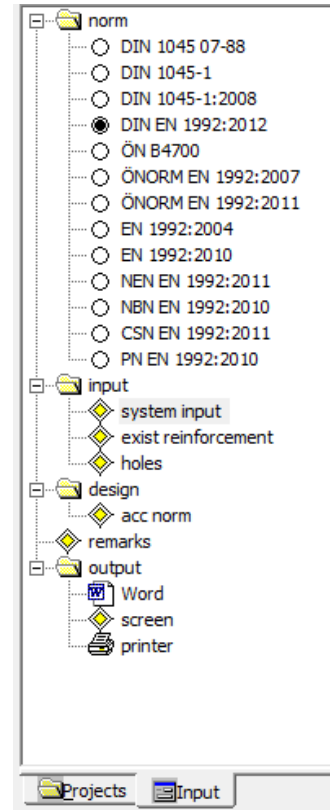 norm
DIN 1045 07-88
DIN 1045-1
DIN 1045-1:2008
DIN EN 1992:2012
ÖN B4700
ÖNORM EN 1992:2007
ÖNORM EN 1992:2011
EN 1992:2004
EN 1992:2010
NEN EN 1992:2011
NBN EN 1992:2010
CSN EN 1992:2011
PN EN 1992:2010
input
system input
exist reinforcement
holes
design
acc norm
remarks
output
Word
screen
printer
Projects Input